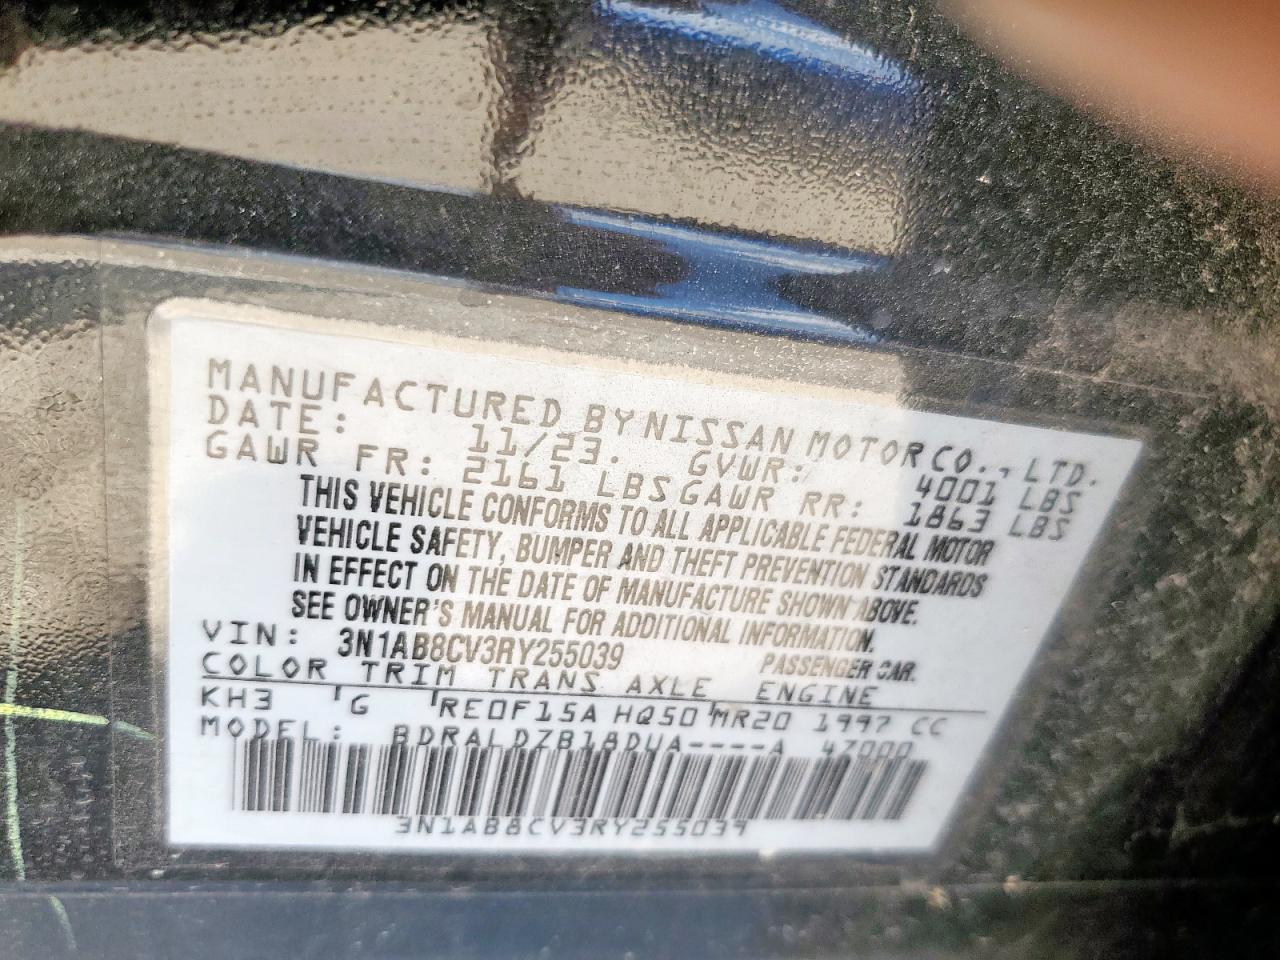 MANUFACTURED BY NISSAN MOTOR CO., LTD.
DATE: 11/23. GVWR: 4001 LBS
GAWR FR: 2161 LBS GAWR RR: 1863 LBS
THIS VEHICLE CONFORMS TO ALL APPLICABLE FEDERAL MOTOR
VEHICLE SAFETY, BUMPER AND THEFT PREVENTION STANDARDS
IN EFFECT ON THE DATE OF MANUFACTURE SHOWN ABOVE.
SEE OWNER'S MANUAL FOR ADDITIONAL INFORMATION.
VIN: 3N1AB8CV3RY255039 PASSENGER CAR.
COLOR TRIM TRANS AXLE ENGINE
KH3 G RE0F15A HQ50 MR20 1997 CC
MODEL: BDRALDZB18DUA----A 47000
3N1AB8CV3RY255039